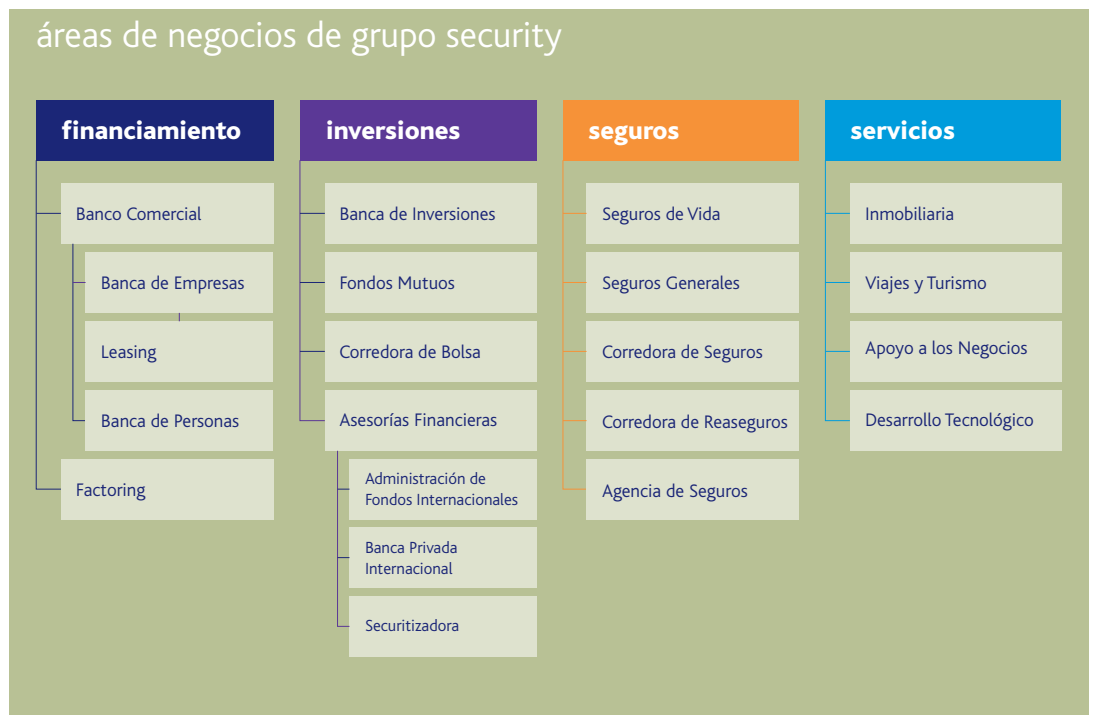 áreas de negocios de grupo security
financiamiento
Banco Comercial
Banca de Empresas
Leasing
Banca de Personas
Factoring
inversiones
Banca de Inversiones
Fondos Mutuos
Corredora de Bolsa
Asesorías Financieras
Administración de
Fondos Internacionales
Banca Privada
Internacional
Securitizadora
seguros
Seguros de Vida
Seguros Generales
Corredora de Seguros
Corredora de Reaseguros
Agencia de Seguros
servicios
Inmobiliaria
Viajes y Turismo
Apoyo a los Negocios
Desarrollo Tecnológico